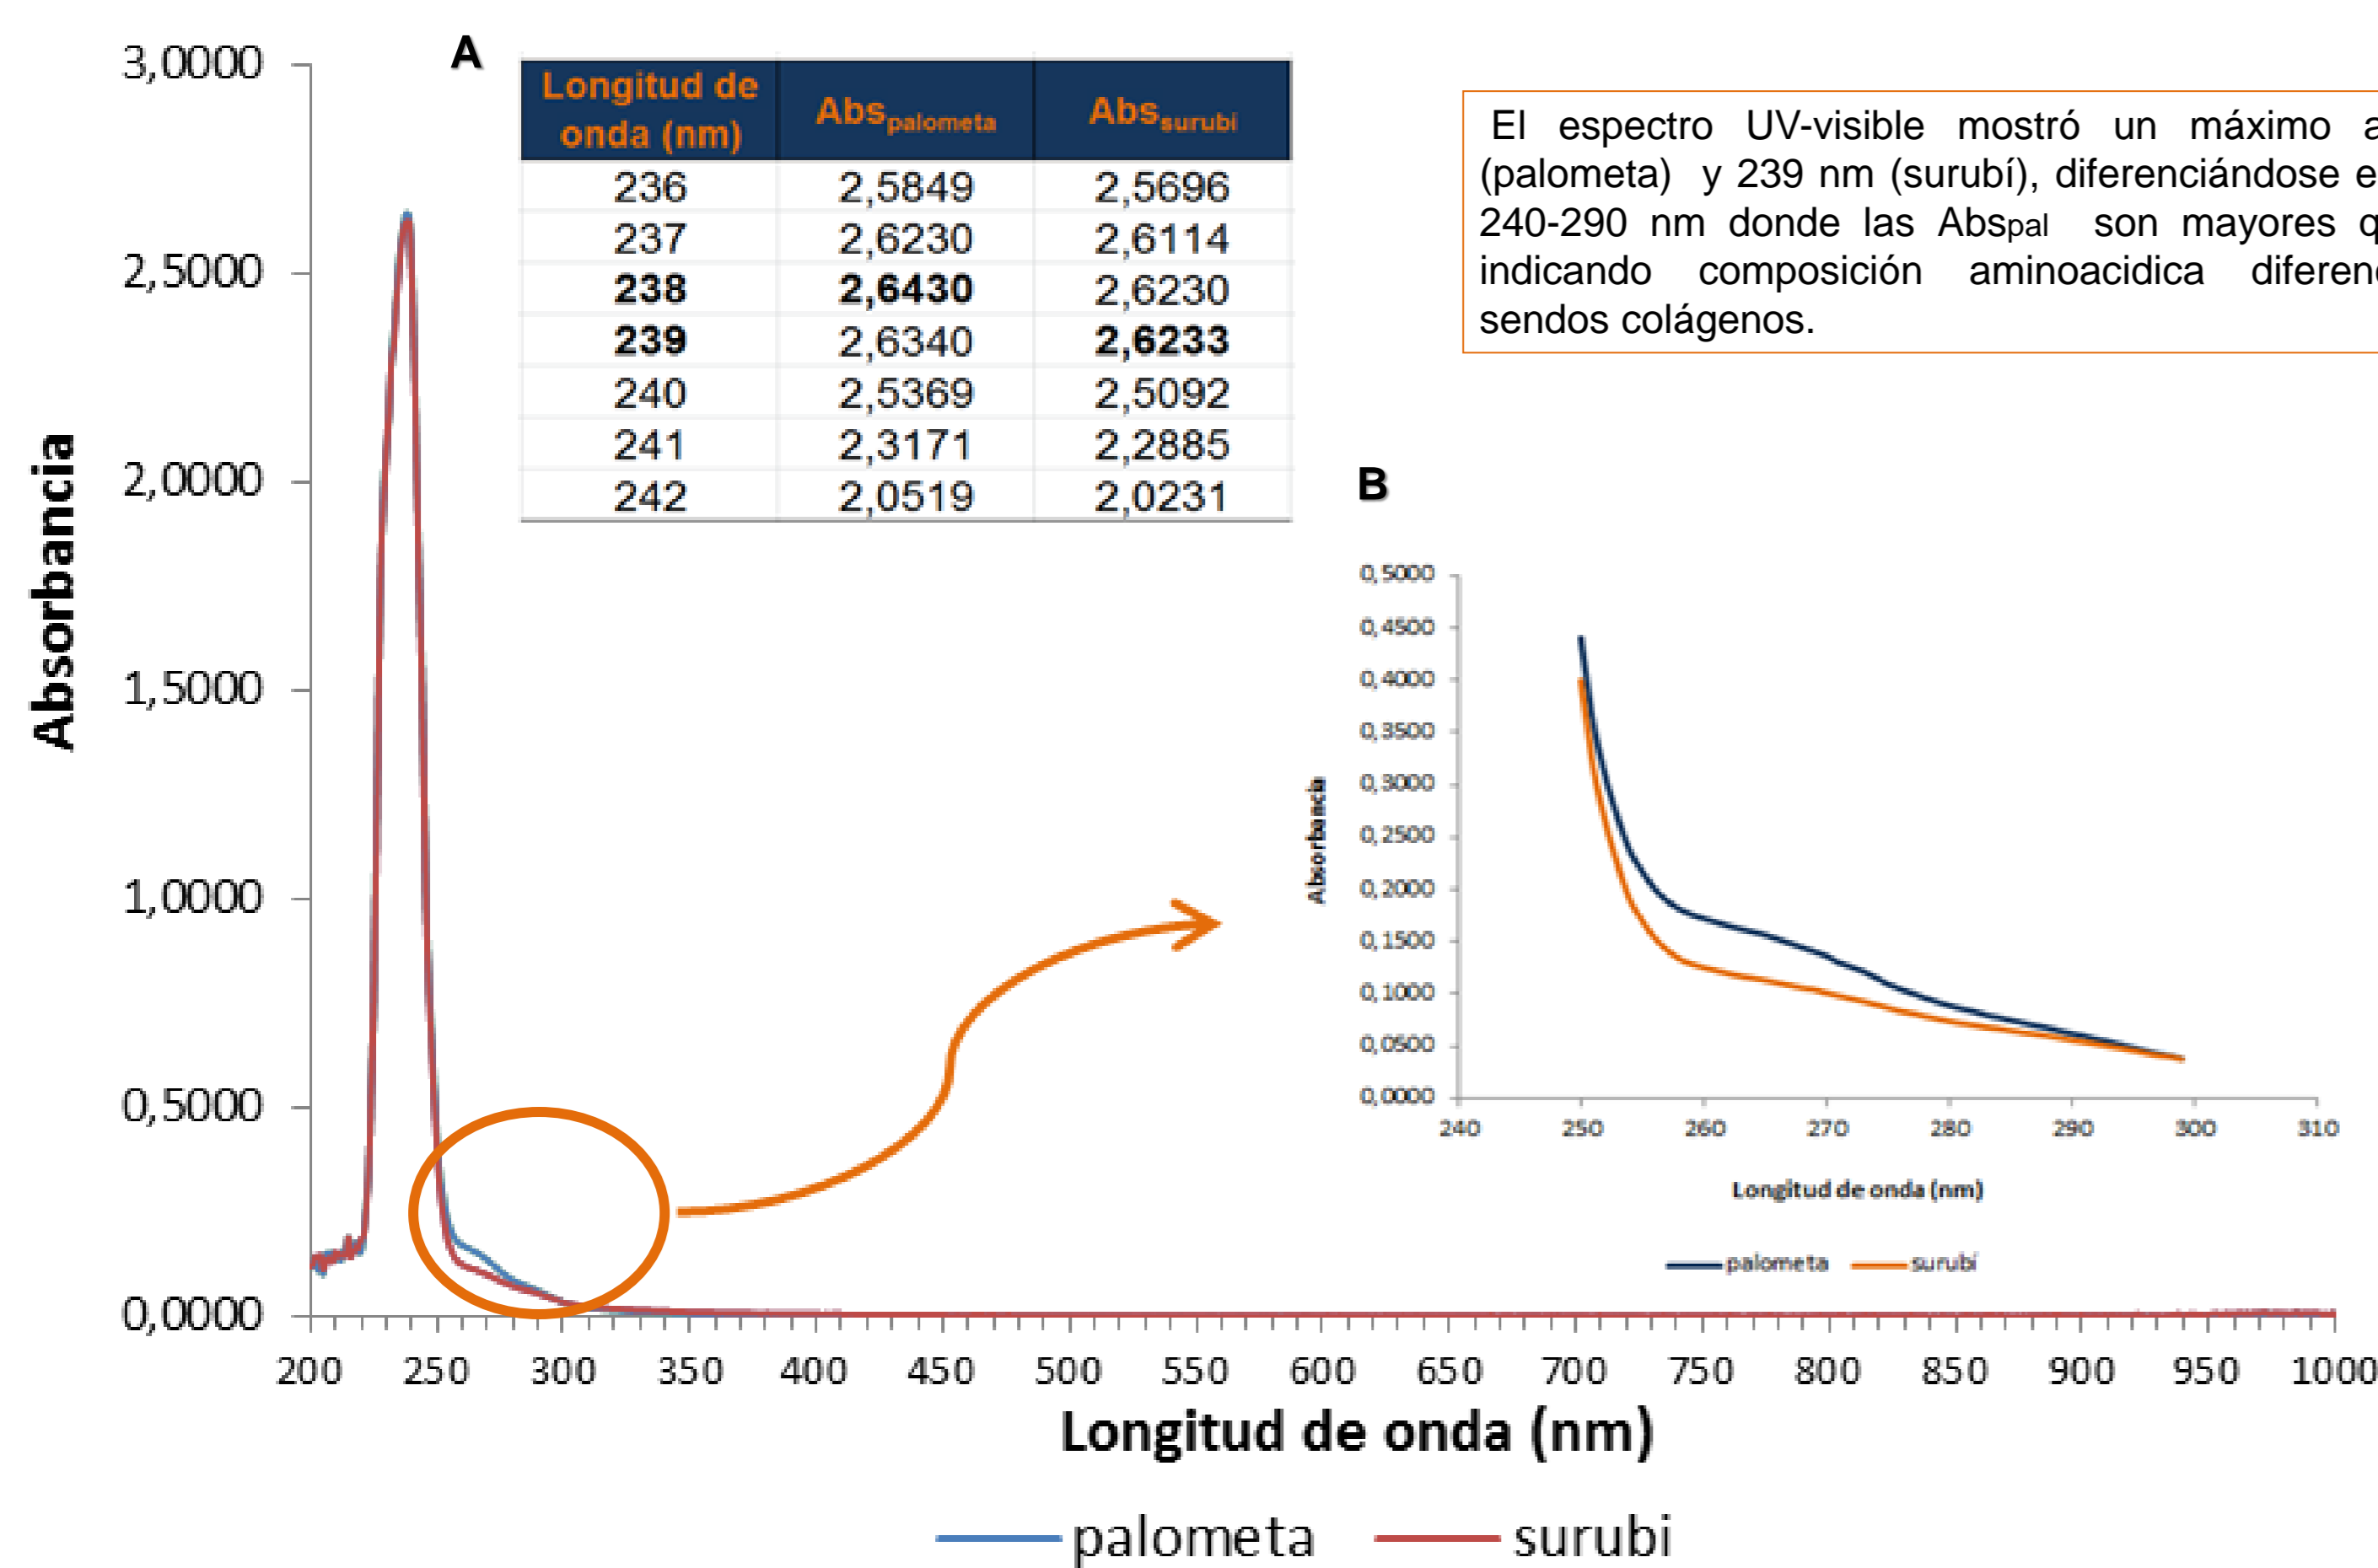 A
Longitud de
onda (nm)
Abs palometa
Abs surubí
236 2,5849 2,5696
237 2,6230 2,6114
238 2,6430 2,6230
239 2,6340 2,6233
240 2,5369 2,5092
241 2,3171 2,2885
242 2,0519 2,0231
El espectro UV-visible mostró un máximo
(palometa) y 239 nm (surubí), diferenciándose
240-290 nm donde las Abspal son mayores
indicando composición aminoacidica
sendos colágenos.
Absorbancia
3,0000
2,5000
2,0000
1,5000
1,0000
0,5000
0,0000
200 250 300 350 400 450 500 550 600 650 700 750 800 850 900 950 1000
Longitud de onda (nm)
palometa surubi
B
Absorbancia
0,5000
0,4500
0,4000
0,3500
0,3000
0,2500
0,2000
0,1500
0,1000
0,0500
0,0000
240 250 260 270 280 290 300 310
Longitud de onda (nm)
palometa surubí